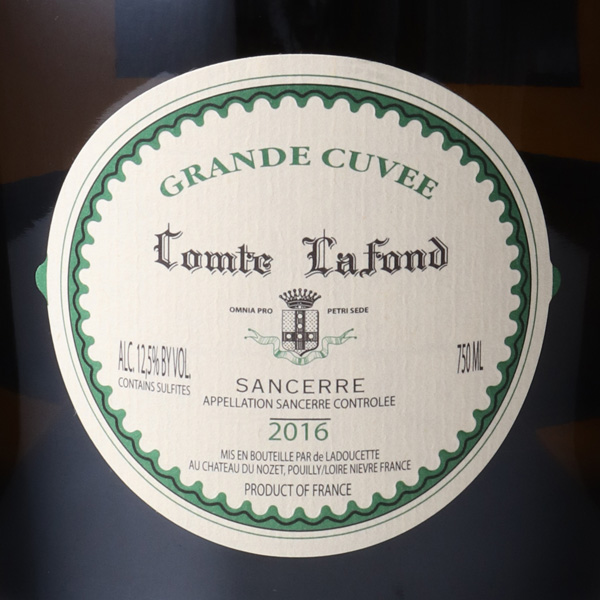 GRANDE CUVEE
Comte Lafond
OMNIA PRO PETRI SEDE
ALC. 12,5% BY VOL.
CONTAINS SULFITES
750 ML
SANCERRE
APPELLATION SANCERRE CONTROLEE
2016
MIS EN BOUTEILLE PAR de LADOUCETTE
AU CHATEAU DU NOZET, POUILLY/LOIRE NIEVRE FRANCE
PRODUCT OF FRANCE